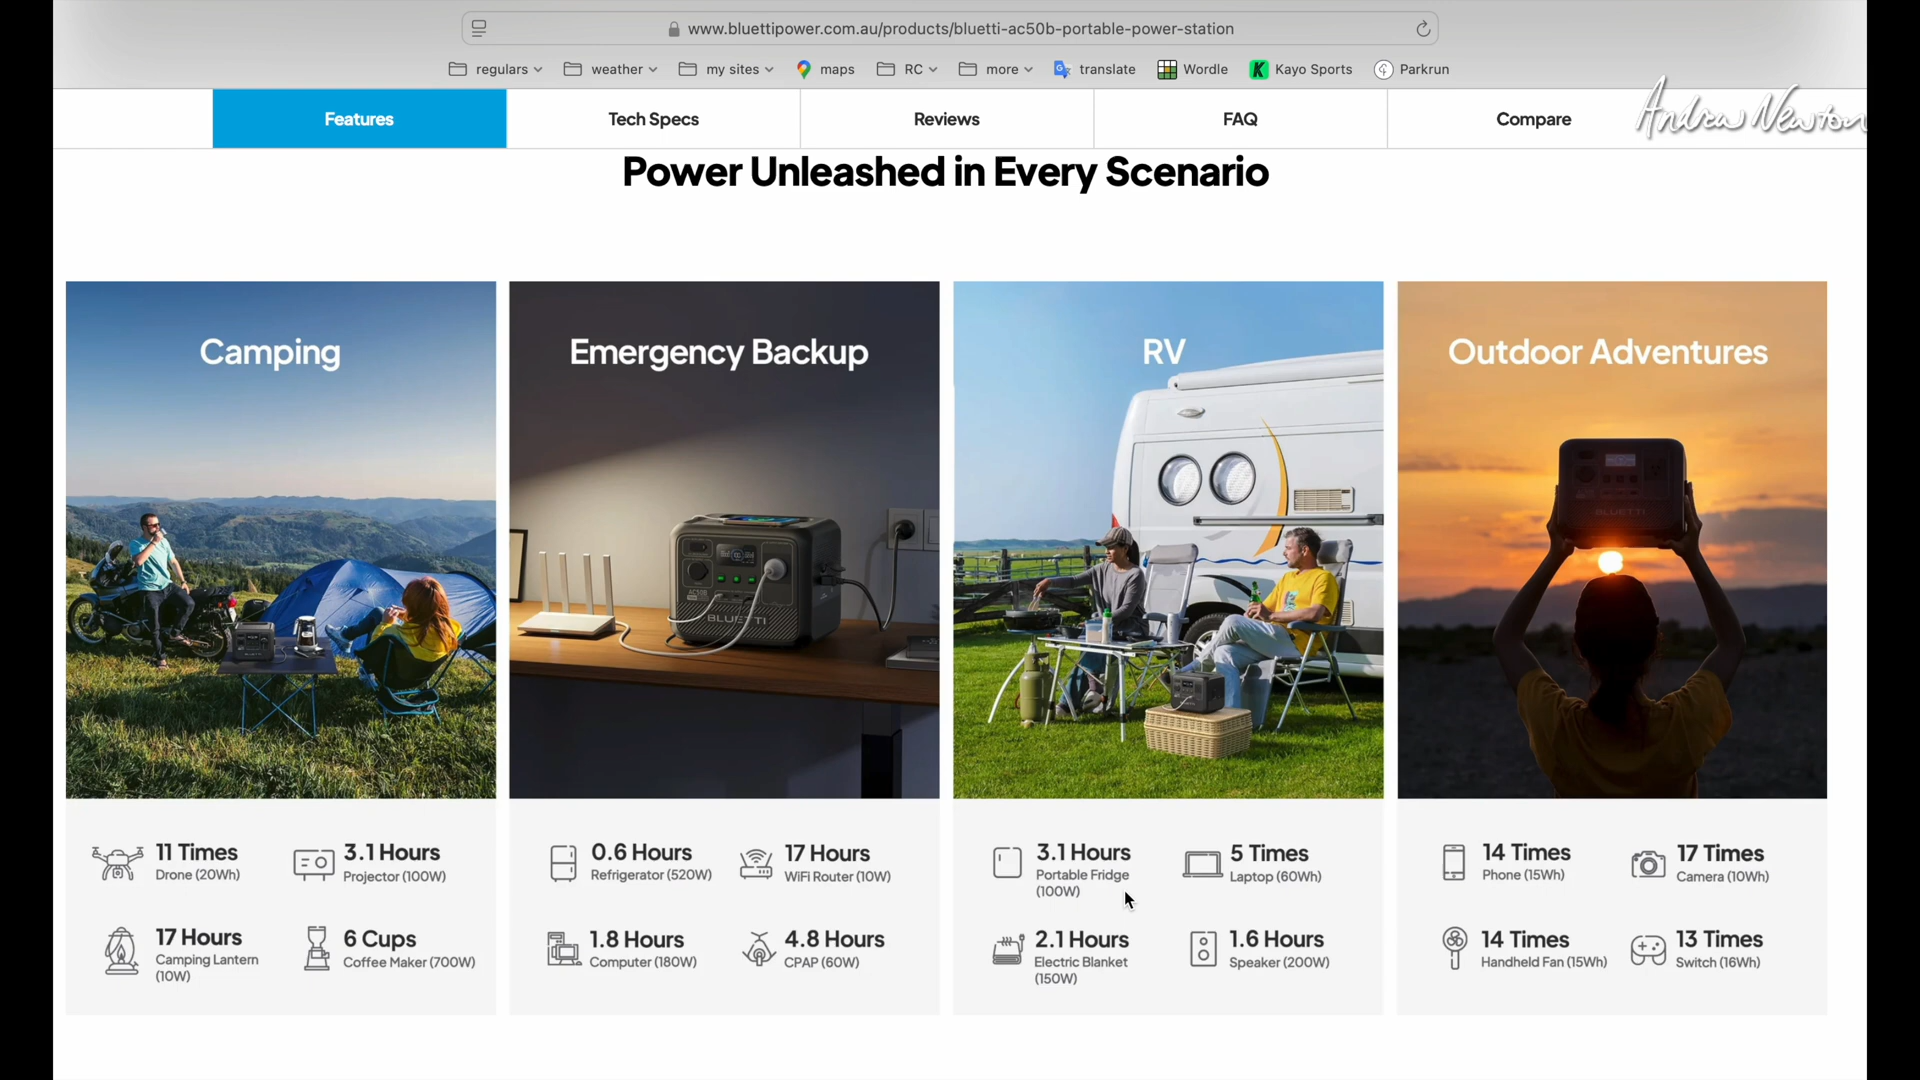 www.bluettipower.com.au/products/bluetti-ac50b-portable-power-station
regulars weather my sites maps RC more translate Wordle Kayo Sports Parkrun
Features Tech Specs Reviews FAQ Compare
Andrew Newton
Power Unleashed in Every Scenario
Camping
Emergency Backup
RV
Outdoor Adventures
AC50B
BLUETTI
BLUETTI
11 Times
Drone (20Wh)
3.1 Hours
Projector (100W)
17 Hours
Camping Lantern
(10W)
6 Cups
Coffee Maker (700W)
0.6 Hours
Refrigerator (520W)
17 Hours
WiFi Router (10W)
1.8 Hours
Computer (180W)
4.8 Hours
CPAP (60W)
3.1 Hours
Portable Fridge
(100W)
5 Times
Laptop (60Wh)
2.1 Hours
Electric Blanket
(150W)
1.6 Hours
Speaker (200W)
14 Times
Phone (15Wh)
17 Times
Camera (10Wh)
14 Times
Handheld Fan (15Wh)
13 Times
Switch (16Wh)